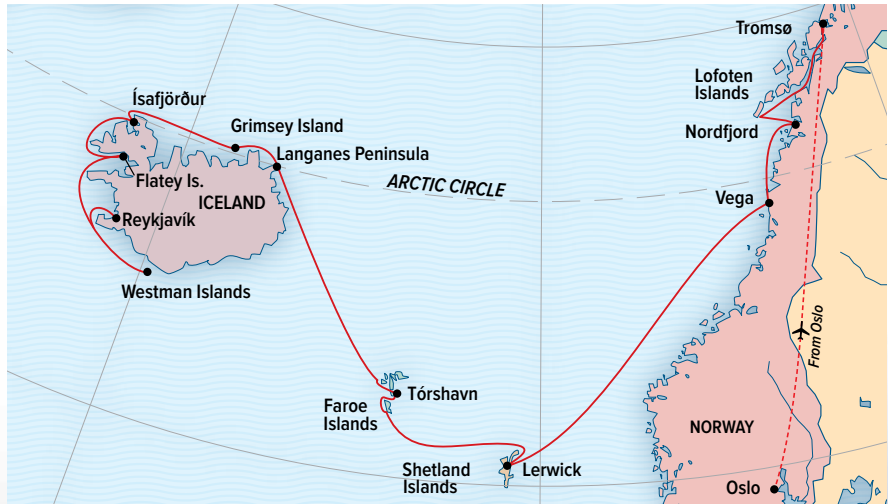 Tromsø
Lofoten
Islands
Nordfjord
Ísafjörður
Grimsey Island
Langanes Peninsula
Flatey Is.
ARCTIC CIRCLE
ICELAND
Vega
Reykjavík
Westman Islands
From Oslo
Tórshavn
Faroe
Islands
NORWAY
Shetland
Islands
Lerwick
Oslo